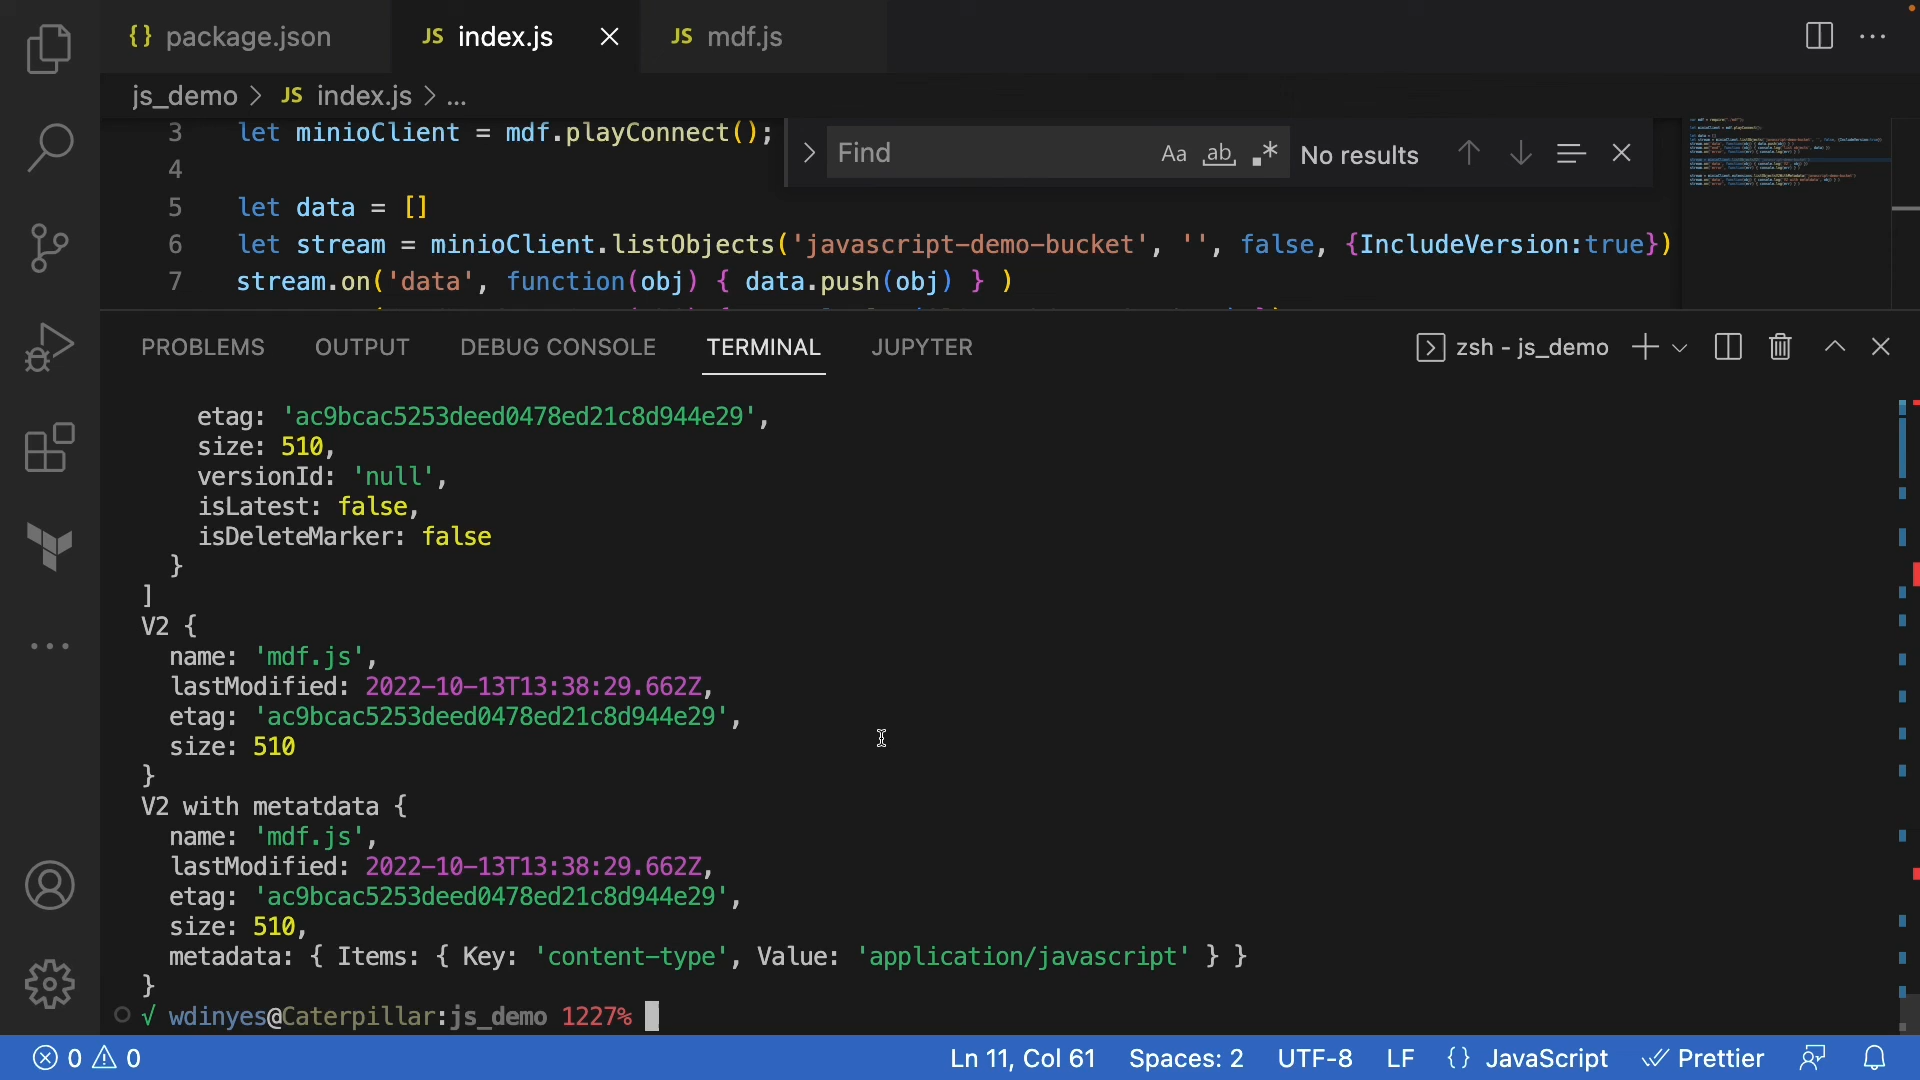 {} package.json
JS index.js
JS mdf.js
js_demo > JS index.js > ...
3 let minioClient = mdf.playConnect();
Find
Aa ab .* No results
4
5 let data = []
6 let stream = minioClient.listObjects('javascript-demo-bucket', '', false, {IncludeVersion:true})
7 stream.on('data', function(obj) { data.push(obj) } )
PROBLEMS OUTPUT DEBUG CONSOLE TERMINAL JUPYTER
zsh - js_demo
etag: 'ac9bcac5253deed0478ed21c8d944e29',
size: 510,
versionId: 'null',
isLatest: false,
isDeleteMarker: false
}
]
V2 {
name: 'mdf.js',
lastModified: 2022-10-13T13:38:29.662Z,
etag: 'ac9bcac5253deed0478ed21c8d944e29',
size: 510
}
V2 with metatdata {
name: 'mdf.js',
lastModified: 2022-10-13T13:38:29.662Z,
etag: 'ac9bcac5253deed0478ed21c8d944e29',
size: 510,
metadata: { Items: { Key: 'content-type', Value: 'application/javascript' } }
}
√ wdinyes@Caterpillar:js_demo 1227%
0 0 Ln 11, Col 61 Spaces: 2 UTF-8 LF {} JavaScript Prettier